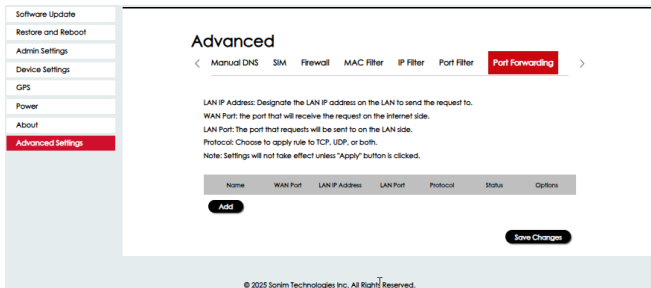 Software Update
Restore and Reboot
Admin Settings
Device Settings
GPS
Power
About
Advanced Settings
Advanced
< Manual DNS SIM Firewall MAC Filter IP Filter Port Filter Port Forwarding >
LAN IP Address: Designate the LAN IP address on the LAN to send the request to.
WAN Port: the port that will receive the request on the internet side.
LAN Port: The port that requests will be sent to on the LAN side.
Protocol: Choose to apply rule to TCP, UDP, or both.
Note: Settings will not take effect unless "Apply" button is clicked.
Name WAN Port LAN IP Address LAN Port Protocol Status Options
Add
Save Changes
© 2025 Sonim Technologies Inc. All Rights Reserved.